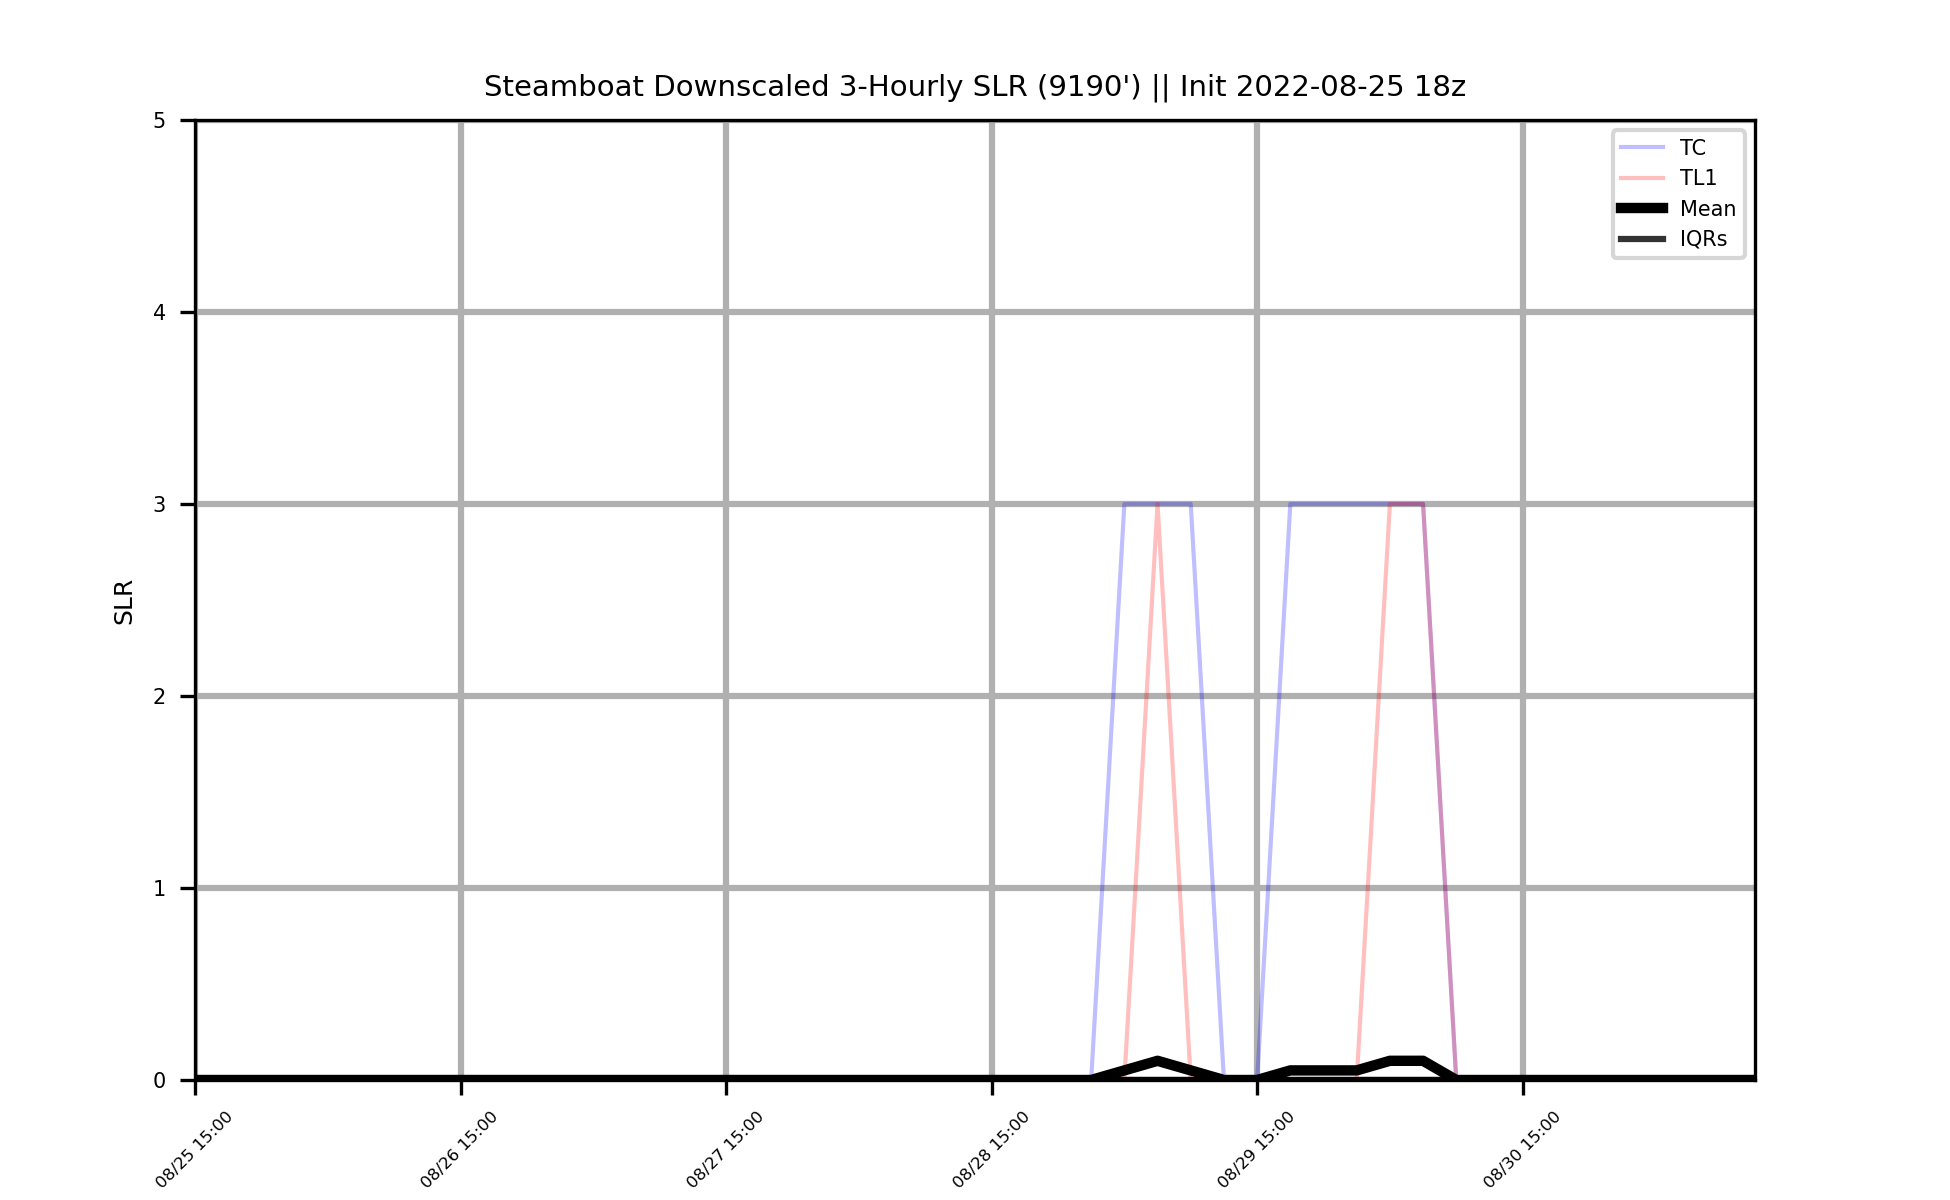 Steamboat Downscaled 3-Hourly SLR (9190') || Init 2022-08-25 18z
TC
TL1
Mean
IQRs
SLR
5
4
3
2
1
0
08/25 15:00
08/26 15:00
08/27 15:00
08/28 15:00
08/29 15:00
08/30 15:00